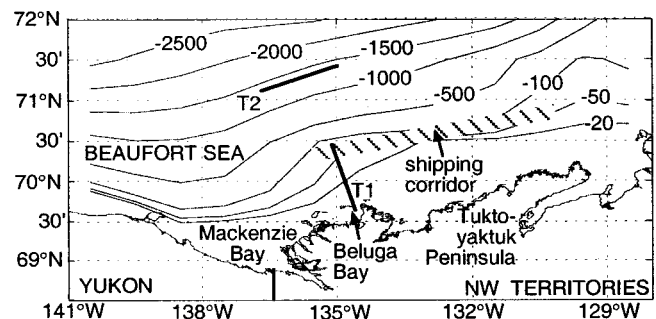 72°N
-2500
-2000
-1500
30'
-1000
T2
71°N
-500
-100
-50
30'
-20
BEAUFORT SEA
shipping
corridor
70°N
T1
30'
Mackenzie
Bay
Beluga
Bay
Tukto-
yaktuk
Peninsula
69°N
YUKON
NW TERRITORIES
141°W
138°W
135°W
132°W
129°W